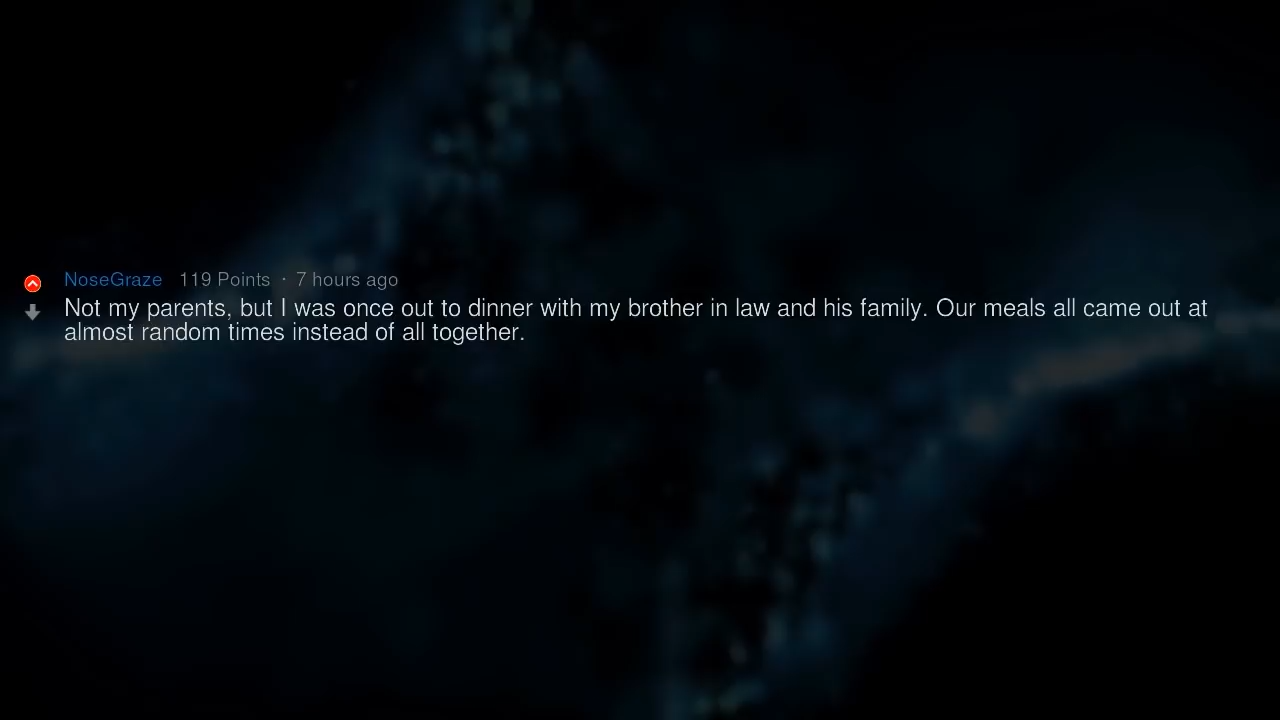 NoseGraze 119 Points · 7 hours ago
Not my parents, but I was once out to dinner with my brother in law and his family. Our meals all came out at
almost random times instead of all together.